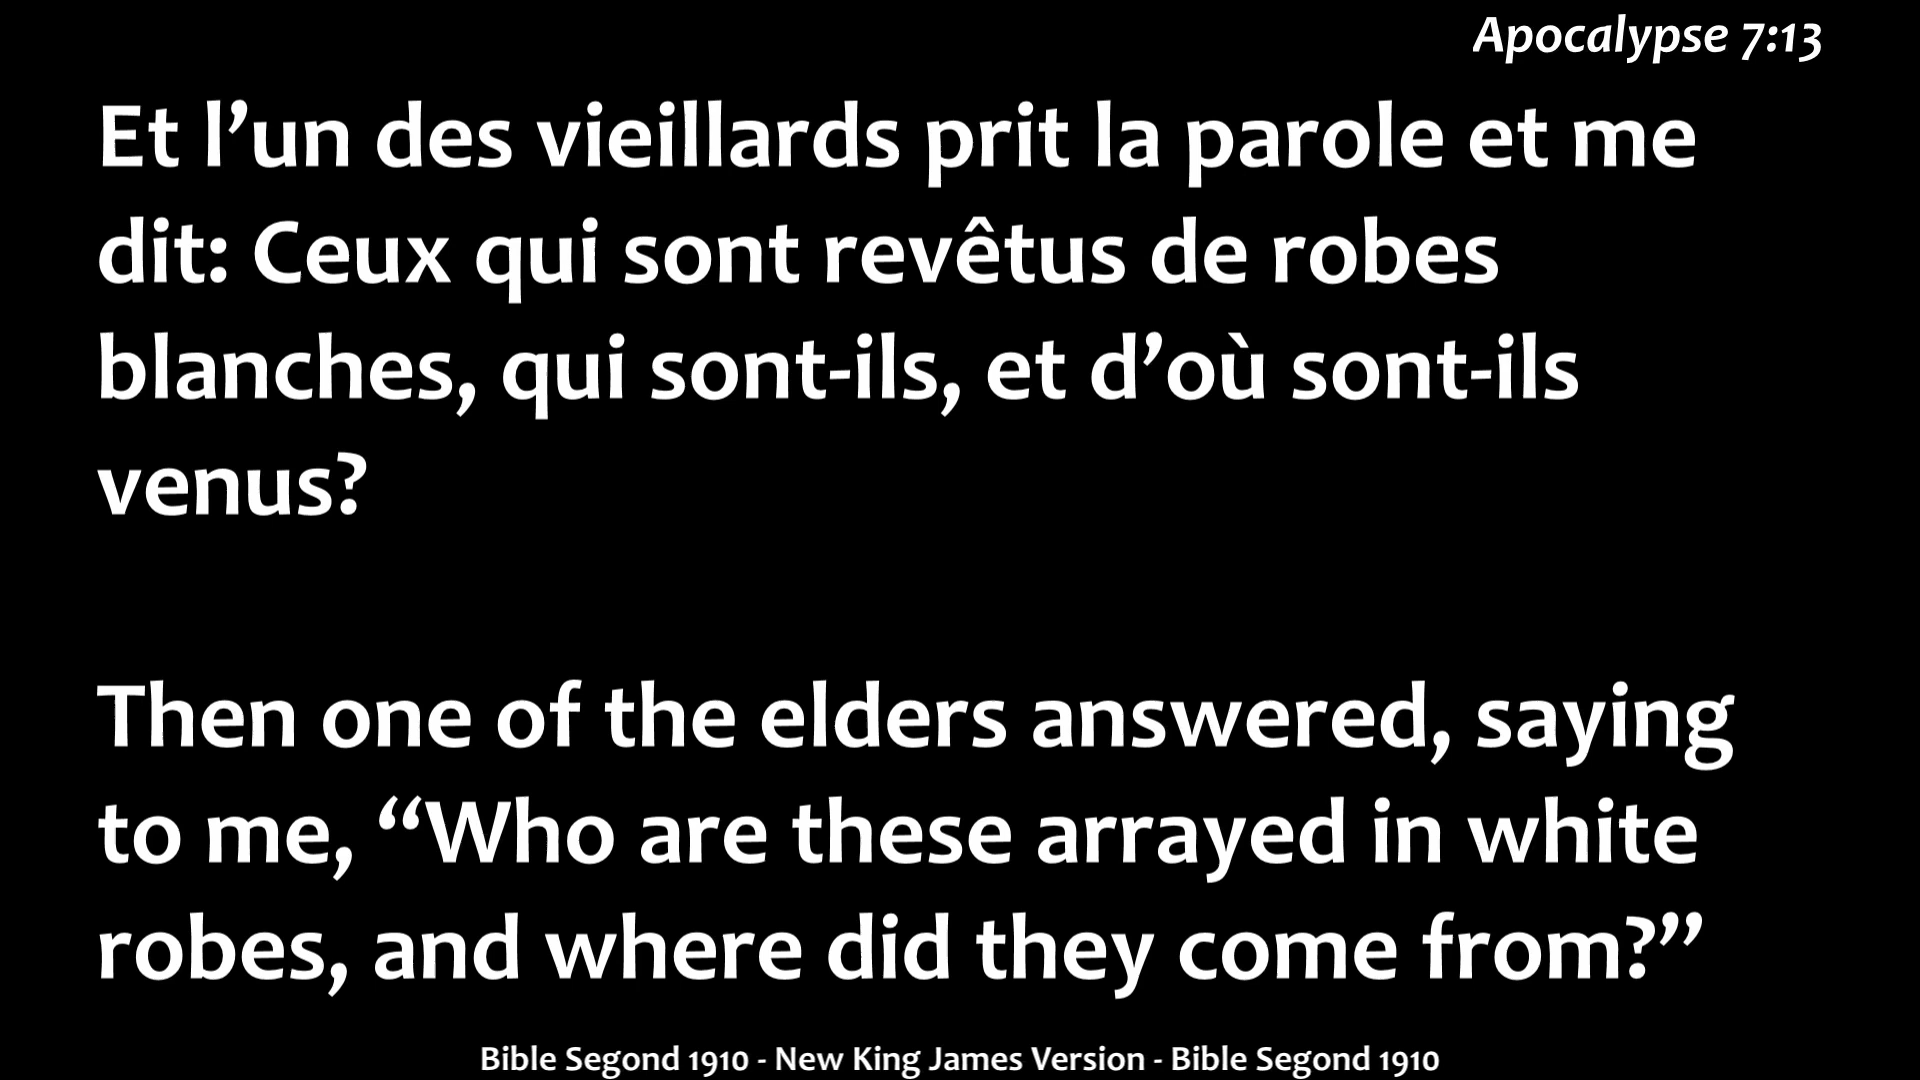 Apocalypse 7:13
Et l’un des vieillards prit la parole et me
dit: Ceux qui sont revêtus de robes
blanches, qui sont-ils, et d’où sont-ils
venus?
Then one of the elders answered, saying
to me, “Who are these arrayed in white
robes, and where did they come from?”
Bible Segond 1910 - New King James Version - Bible Segond 1910